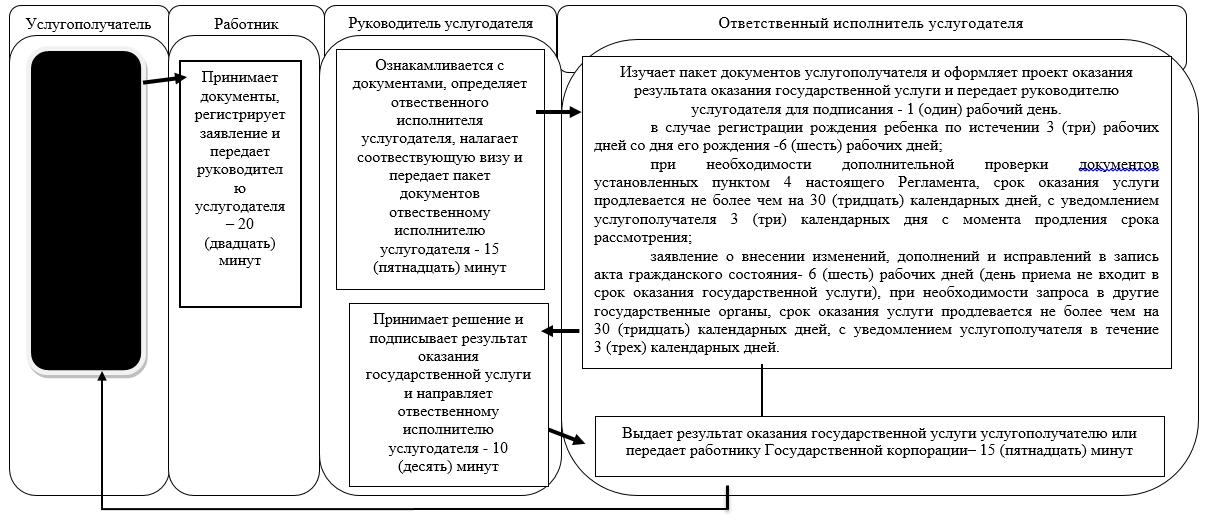 Услугополучатель
Работник
Руководитель услугодателя
Ответственный исполнитель услугодателя
Принимает
документы,
регистрирует
заявление и
передает
руководител
ю
услугодателя
– 20
(двадцать)
минут
Ознакамливается с
документами, определяет
отвественного
исполнителя
услугодателя, налагает
соотвествующую визу и
передает пакет
документов
отвественному
исполнителю
услугодателя - 15
(пятнадцать) минут
Принимает решение и
подписывает результат
оказания
государственной услуги
и направляет
отвественному
исполнителю
услугодателя - 10
(десять) минут
Изучает пакет документов услугополучателя и оформляет проект оказания
результата оказания государственной услуги и передает руководителю
услугодателя для подписания - 1 (один) рабочий день.
в случае регистрации рождения ребенка по истечении 3 (три) рабочих
дней со дня его рождения -6 (шесть) рабочих дней;
при необходимости дополнительной проверки документов
установленных пунктом 4 настоящего Регламента, срок оказания услуги
продлевается не более чем на 30 (тридцать) календарных дней, с уведомлением
услугополучателя 3 (три) календарных дня с момента продления срока
рассмотрения;
заявление о внесении изменений, дополнений и исправлений в запись
акта гражданского состояния- 6 (шесть) рабочих дней (день приема не входит в
срок оказания государственной услуги), при необходимости запроса в другие
государственные органы, срок оказания услуги продлевается не более чем на
30 (тридцать) календарных дней, с уведомлением услугополучателя в течение
3 (трех) календарных дней.
Выдает результат оказания государственной услуги услугополучателю или
передает работнику Государственной корпорации– 15 (пятнадцать) минут